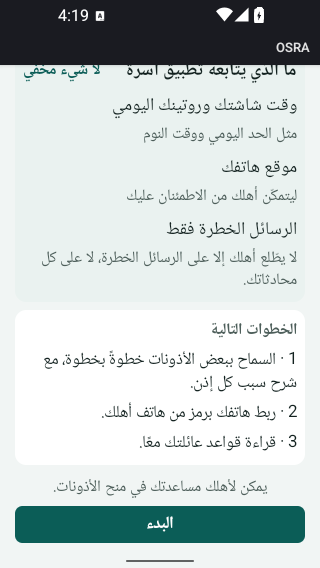 4:19
OSRA
ما الذي يتابعه تطبيق أسرة
لا شيء مخفي
وقت شاشتك وروتينك اليومي
مثل الحد اليومي ووقت النوم
موقع هاتفك
ليتمكّن أهلك من الاطمئنان عليك
الرسائل الخطرة فقط
لا يطّلع أهلك إلا على الرسائل الخطرة، لا على كل
محادثاتك.
الخطوات التالية
1 · السماح ببعض الأذونات خطوةً بخطوة، مع
شرح سبب كل إذن.
2 · ربط هاتفك برمز من هاتف أهلك.
3 · قراءة قواعد عائلتك معًا.
يمكن لأهلك مساعدتك في منح الأذونات.
البدء